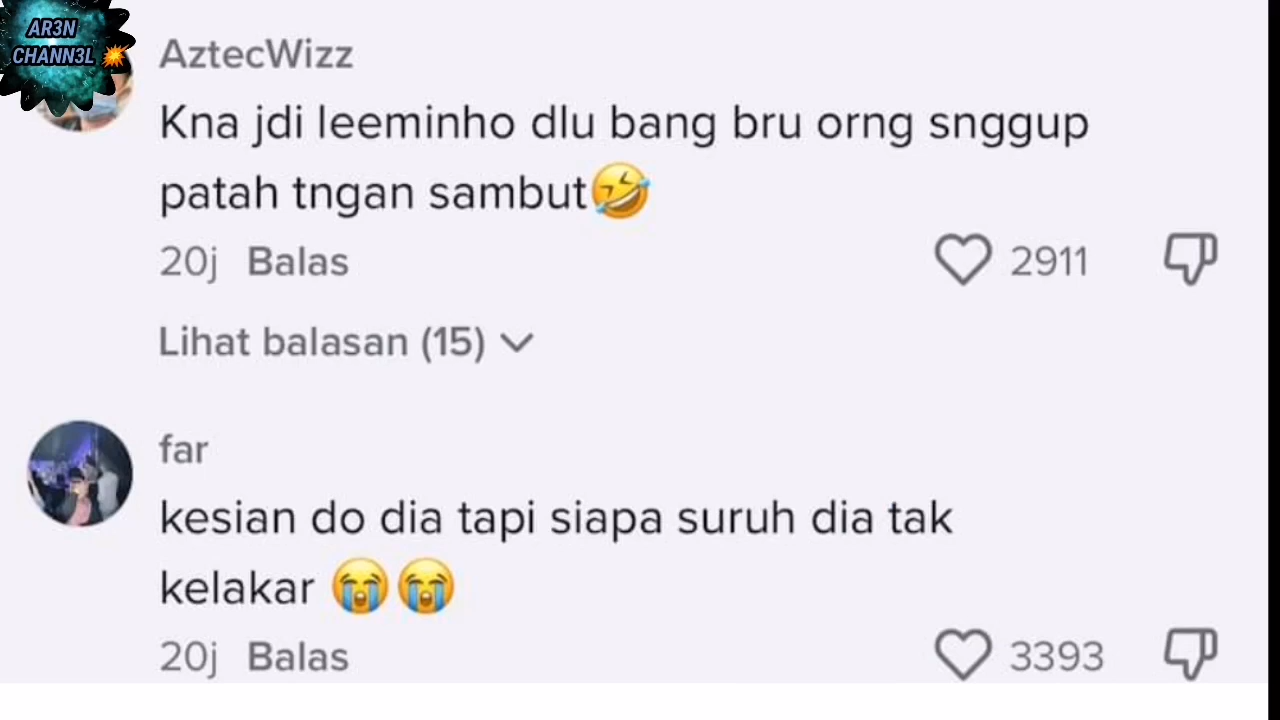 AR3N
CHANN3L 💥
AztecWizz
Kna jdi leeminho dlu bang bru orng snggup
patah tngan sambut🤣
20j Balas 2911
Lihat balasan (15)
far
kesian do dia tapi siapa suruh dia tak
kelakar 😭😭
20j Balas 3393